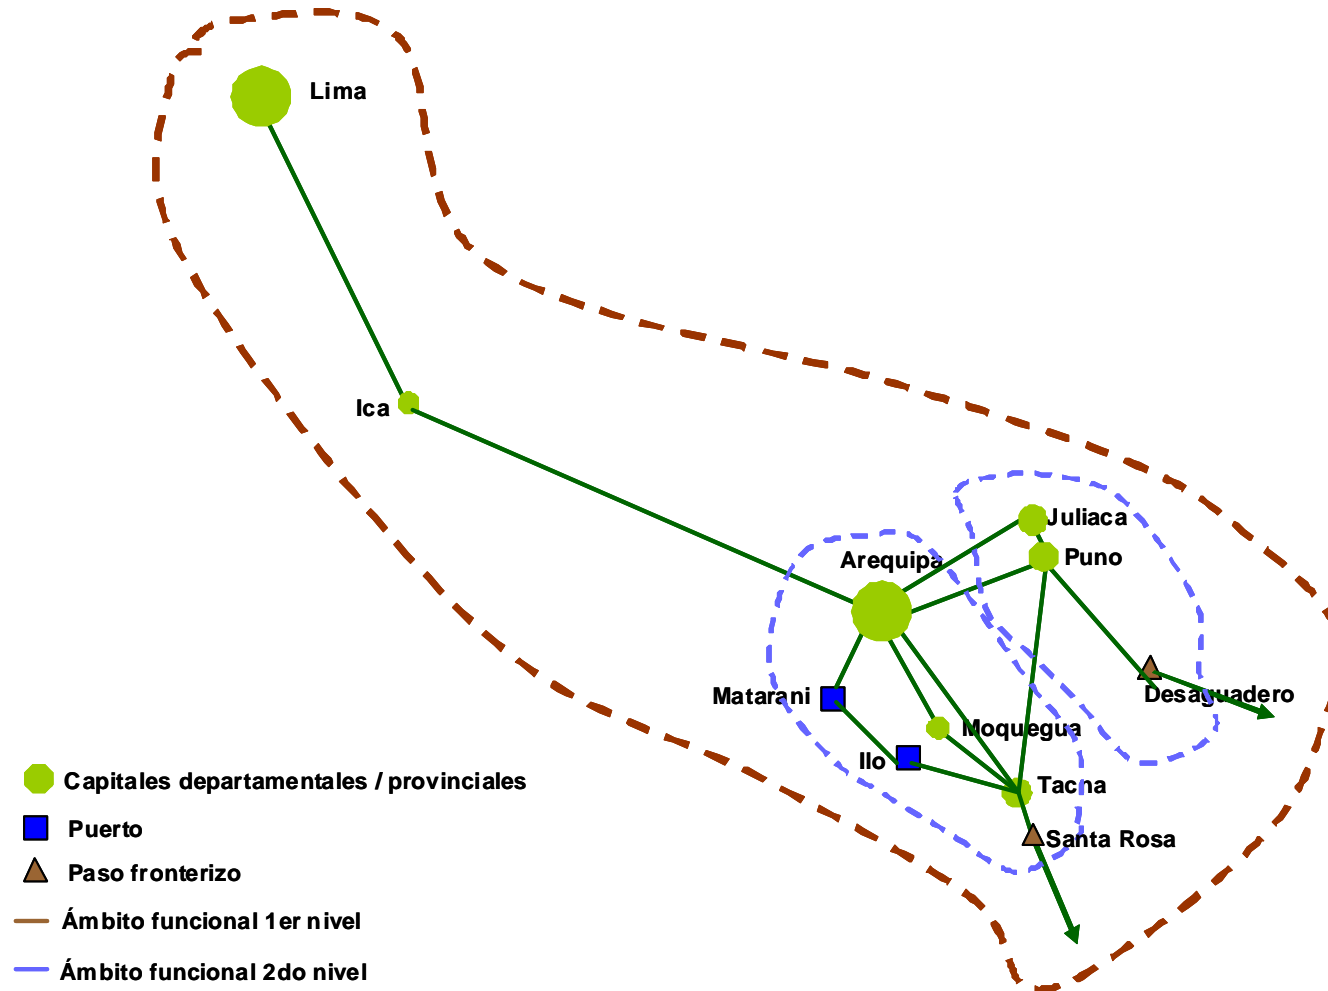 Lima
Ica
Juliaca
Arequipa
Puno
Matarani
Desaguadero
Moquegua
Ilo
Tacna
Santa Rosa
Capitales departamentales / provinciales
Puerto
Paso fronterizo
Ámbito funcional 1er nivel
Ámbito funcional 2do nivel